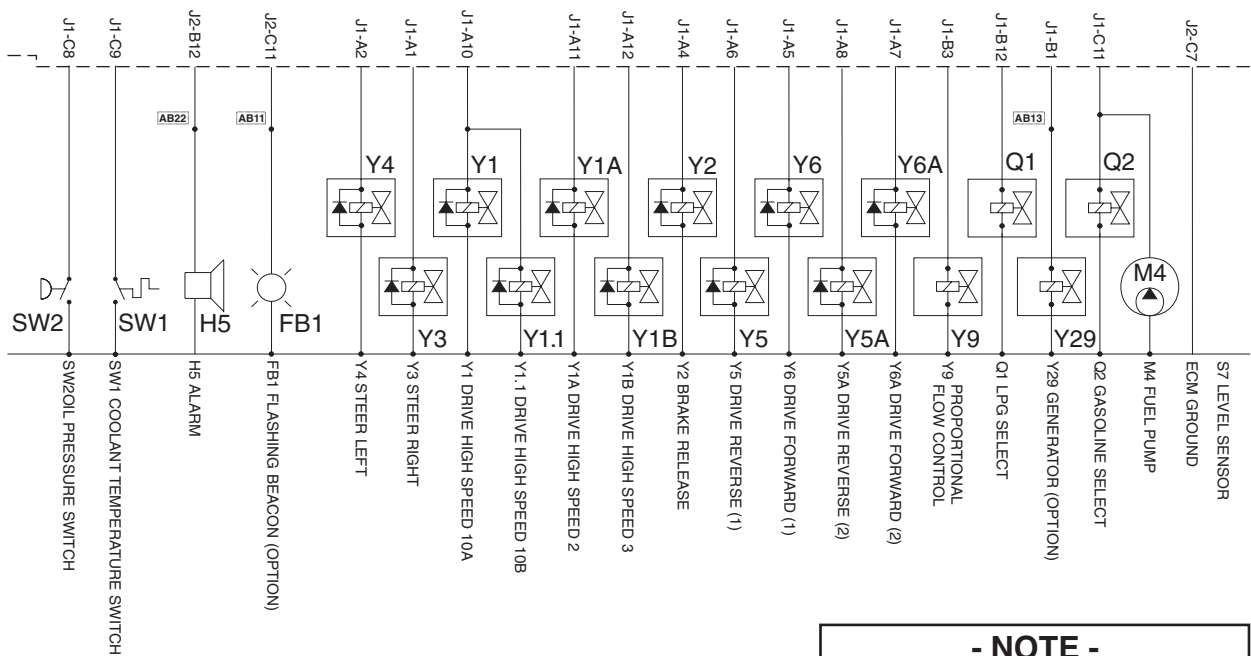 J1-C8
J1-C9
J2-B12
J2-C11
J1-A2
J1-A1
J1-A10
J1-A11
J1-A12
J1-A4
J1-A6
J1-A5
J1-A8
J1-A7
J1-B3
J1-B12
J1-B1
J1-C11
J2-C7
AB22
AB11
AB13
Y4
Y1
Y1A
Y2
Y6
Y6A
Q1
Q2
M4
SW2
SW1
H5
FB1
Y3
Y1.1
Y1B
Y5
Y5A
Y9
Y29
SW2OIL PRESSURE SWITCH
SW1 COOLANT TEMPERATURE SWITCH
H5 ALARM
FB1 FLASHING BEACON (OPTION)
Y4 STEER LEFT
Y3 STEER RIGHT
Y1 DRIVE HIGH SPEED 10A
Y1.1 DRIVE HIGH SPEED 10B
Y1A DRIVE HIGH SPEED 2
Y1B DRIVE HIGH SPEED 3
Y2 BRAKE RELEASE
Y5 DRIVE REVERSE (1)
Y6 DRIVE FORWARD (1)
Y5A DRIVE REVERSE (2)
Y6A DRIVE FORWARD (2)
Y9 PROPORTIONAL
FLOW CONTROL
Q1 LPG SELECT
Y29 GENERATOR (OPTION)
Q2 GASOLINE SELECT
M4 FUEL PUMP
ECM GROUND
S7 LEVEL SENSOR
- NOTE -